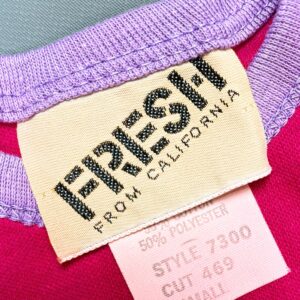 FRESH
FROM CALIFORNIA
50% POLYESTER
STYLE 7300
CUT 469